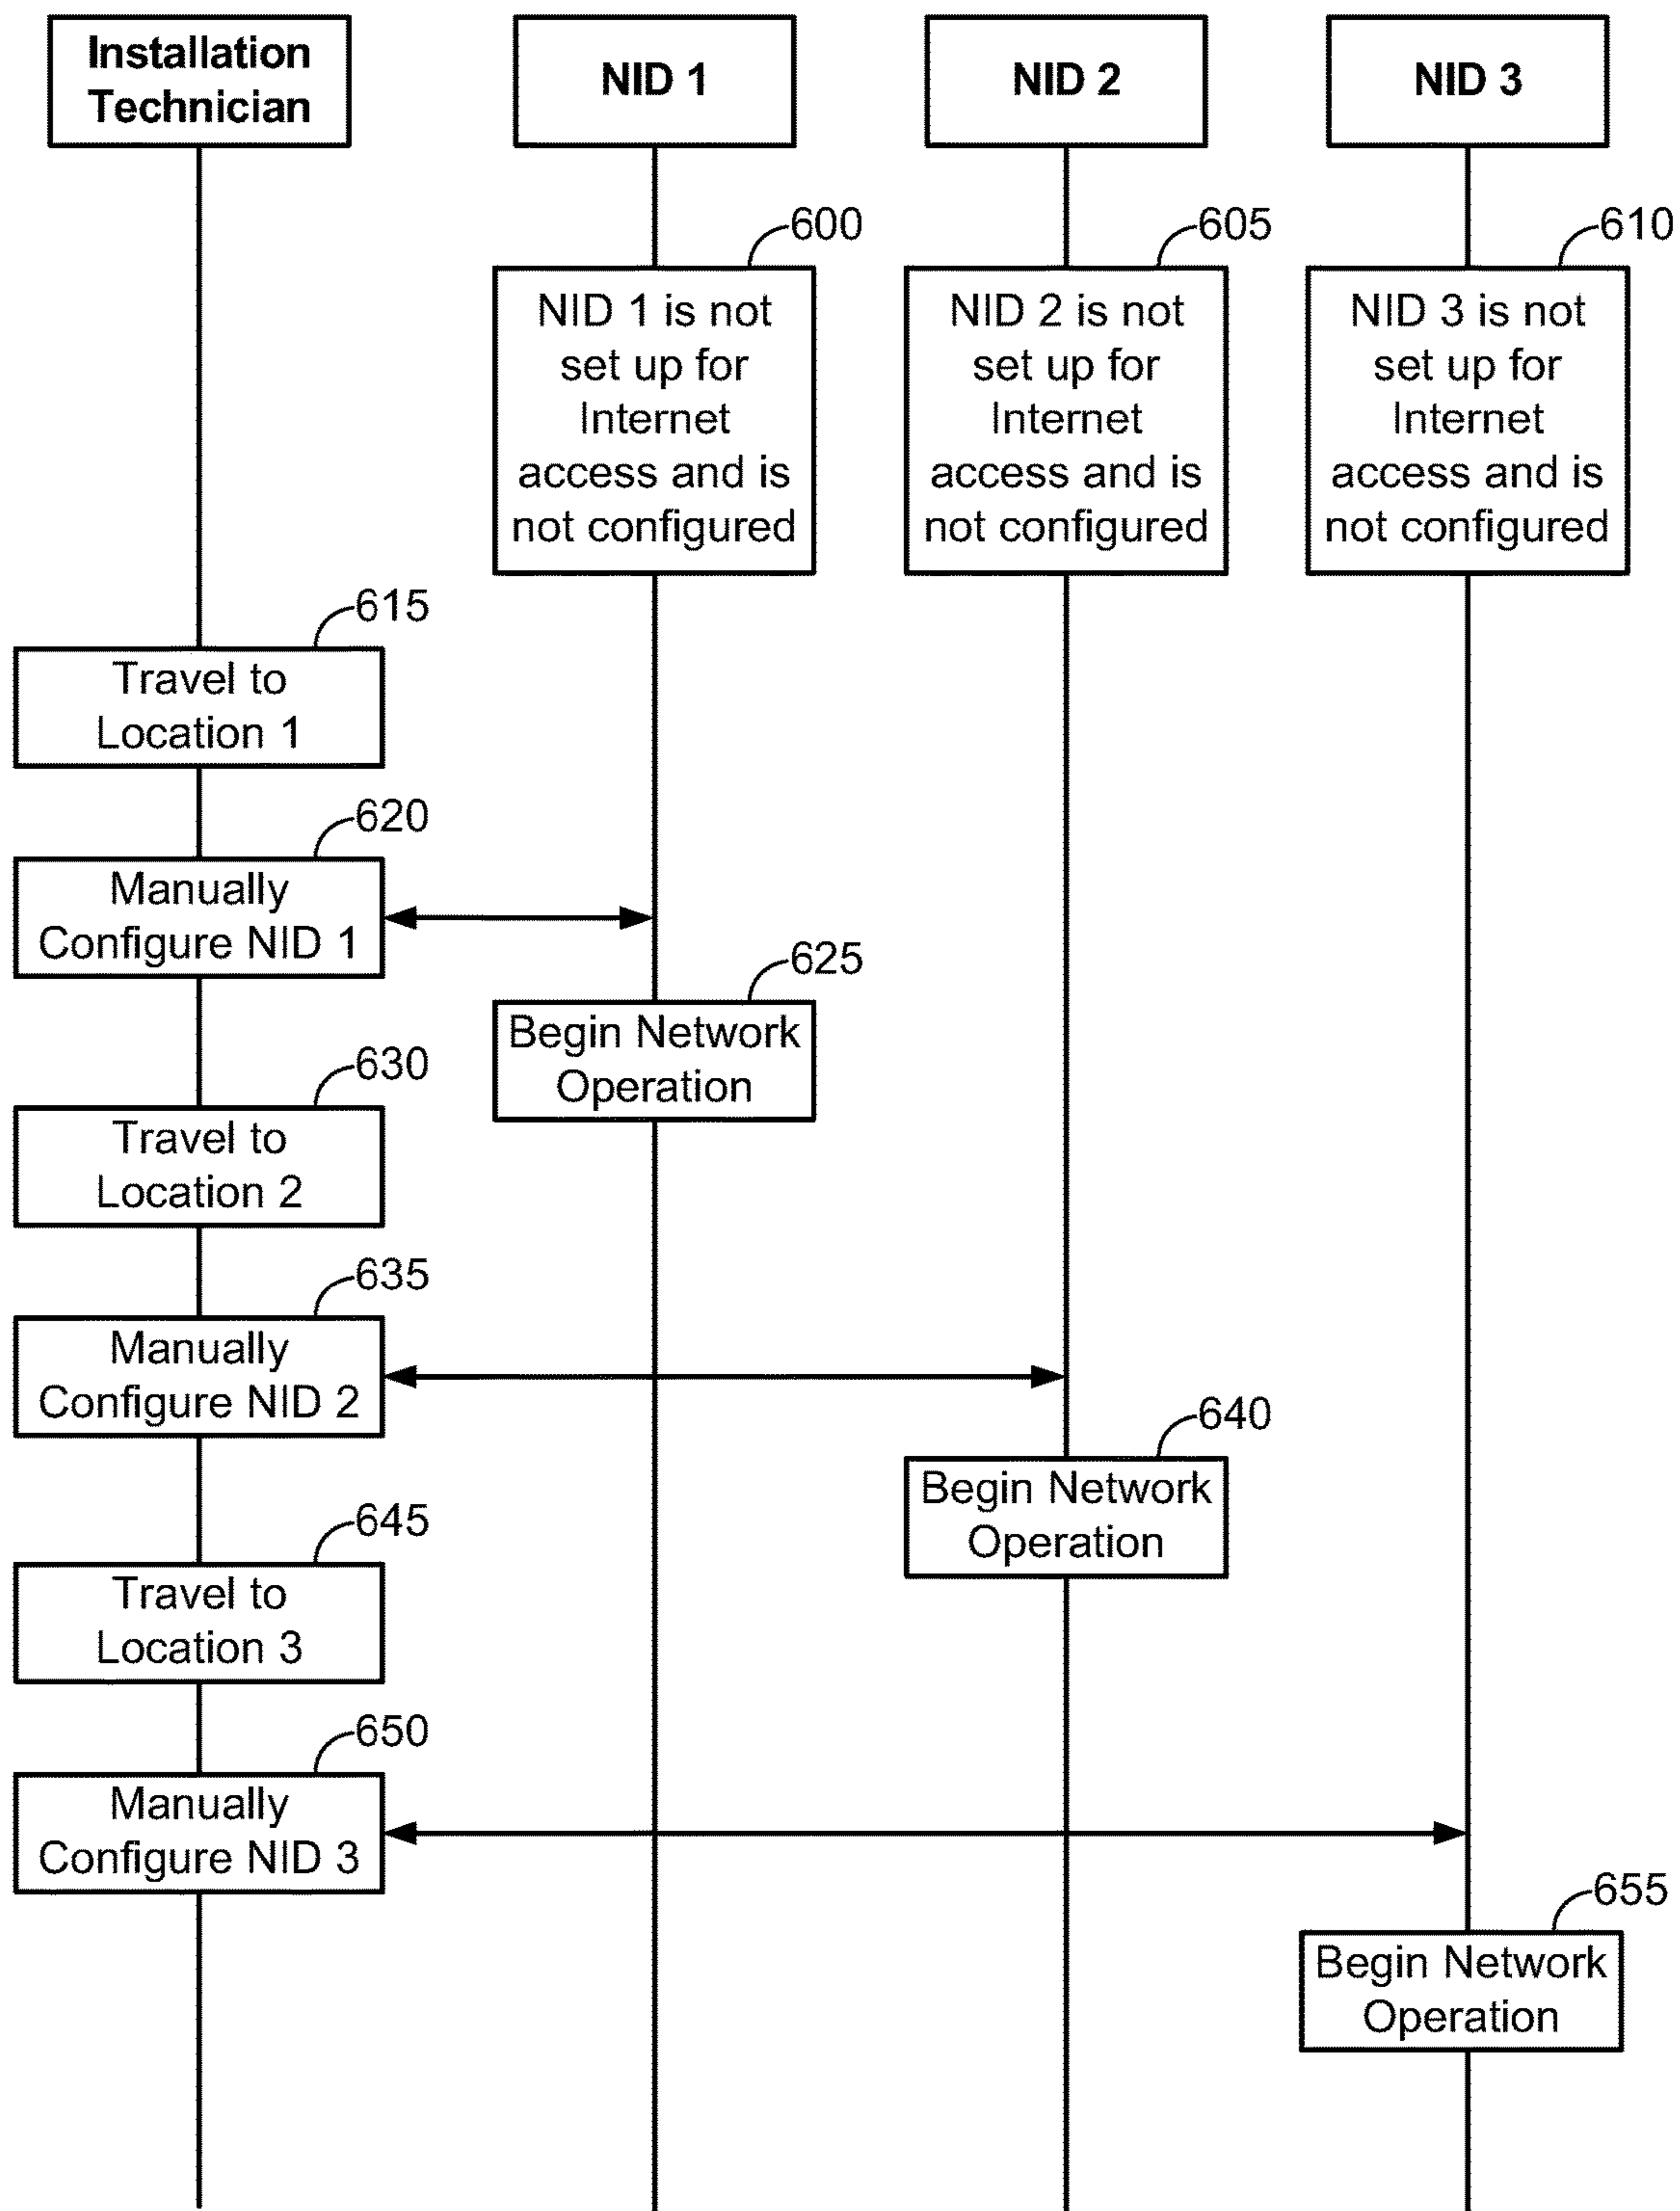 Installation
Technician
NID 1
NID 2
NID 3
600
NID 1 is not
set up for
Internet
access and is
not configured
605
NID 2 is not
set up for
Internet
access and is
not configured
610
NID 3 is not
set up for
Internet
access and is
not configured
615
Travel to
Location 1
620
Manually
Configure NID 1
625
Begin Network
Operation
630
Travel to
Location 2
635
Manually
Configure NID 2
640
Begin Network
Operation
645
Travel to
Location 3
650
Manually
Configure NID 3
655
Begin Network
Operation